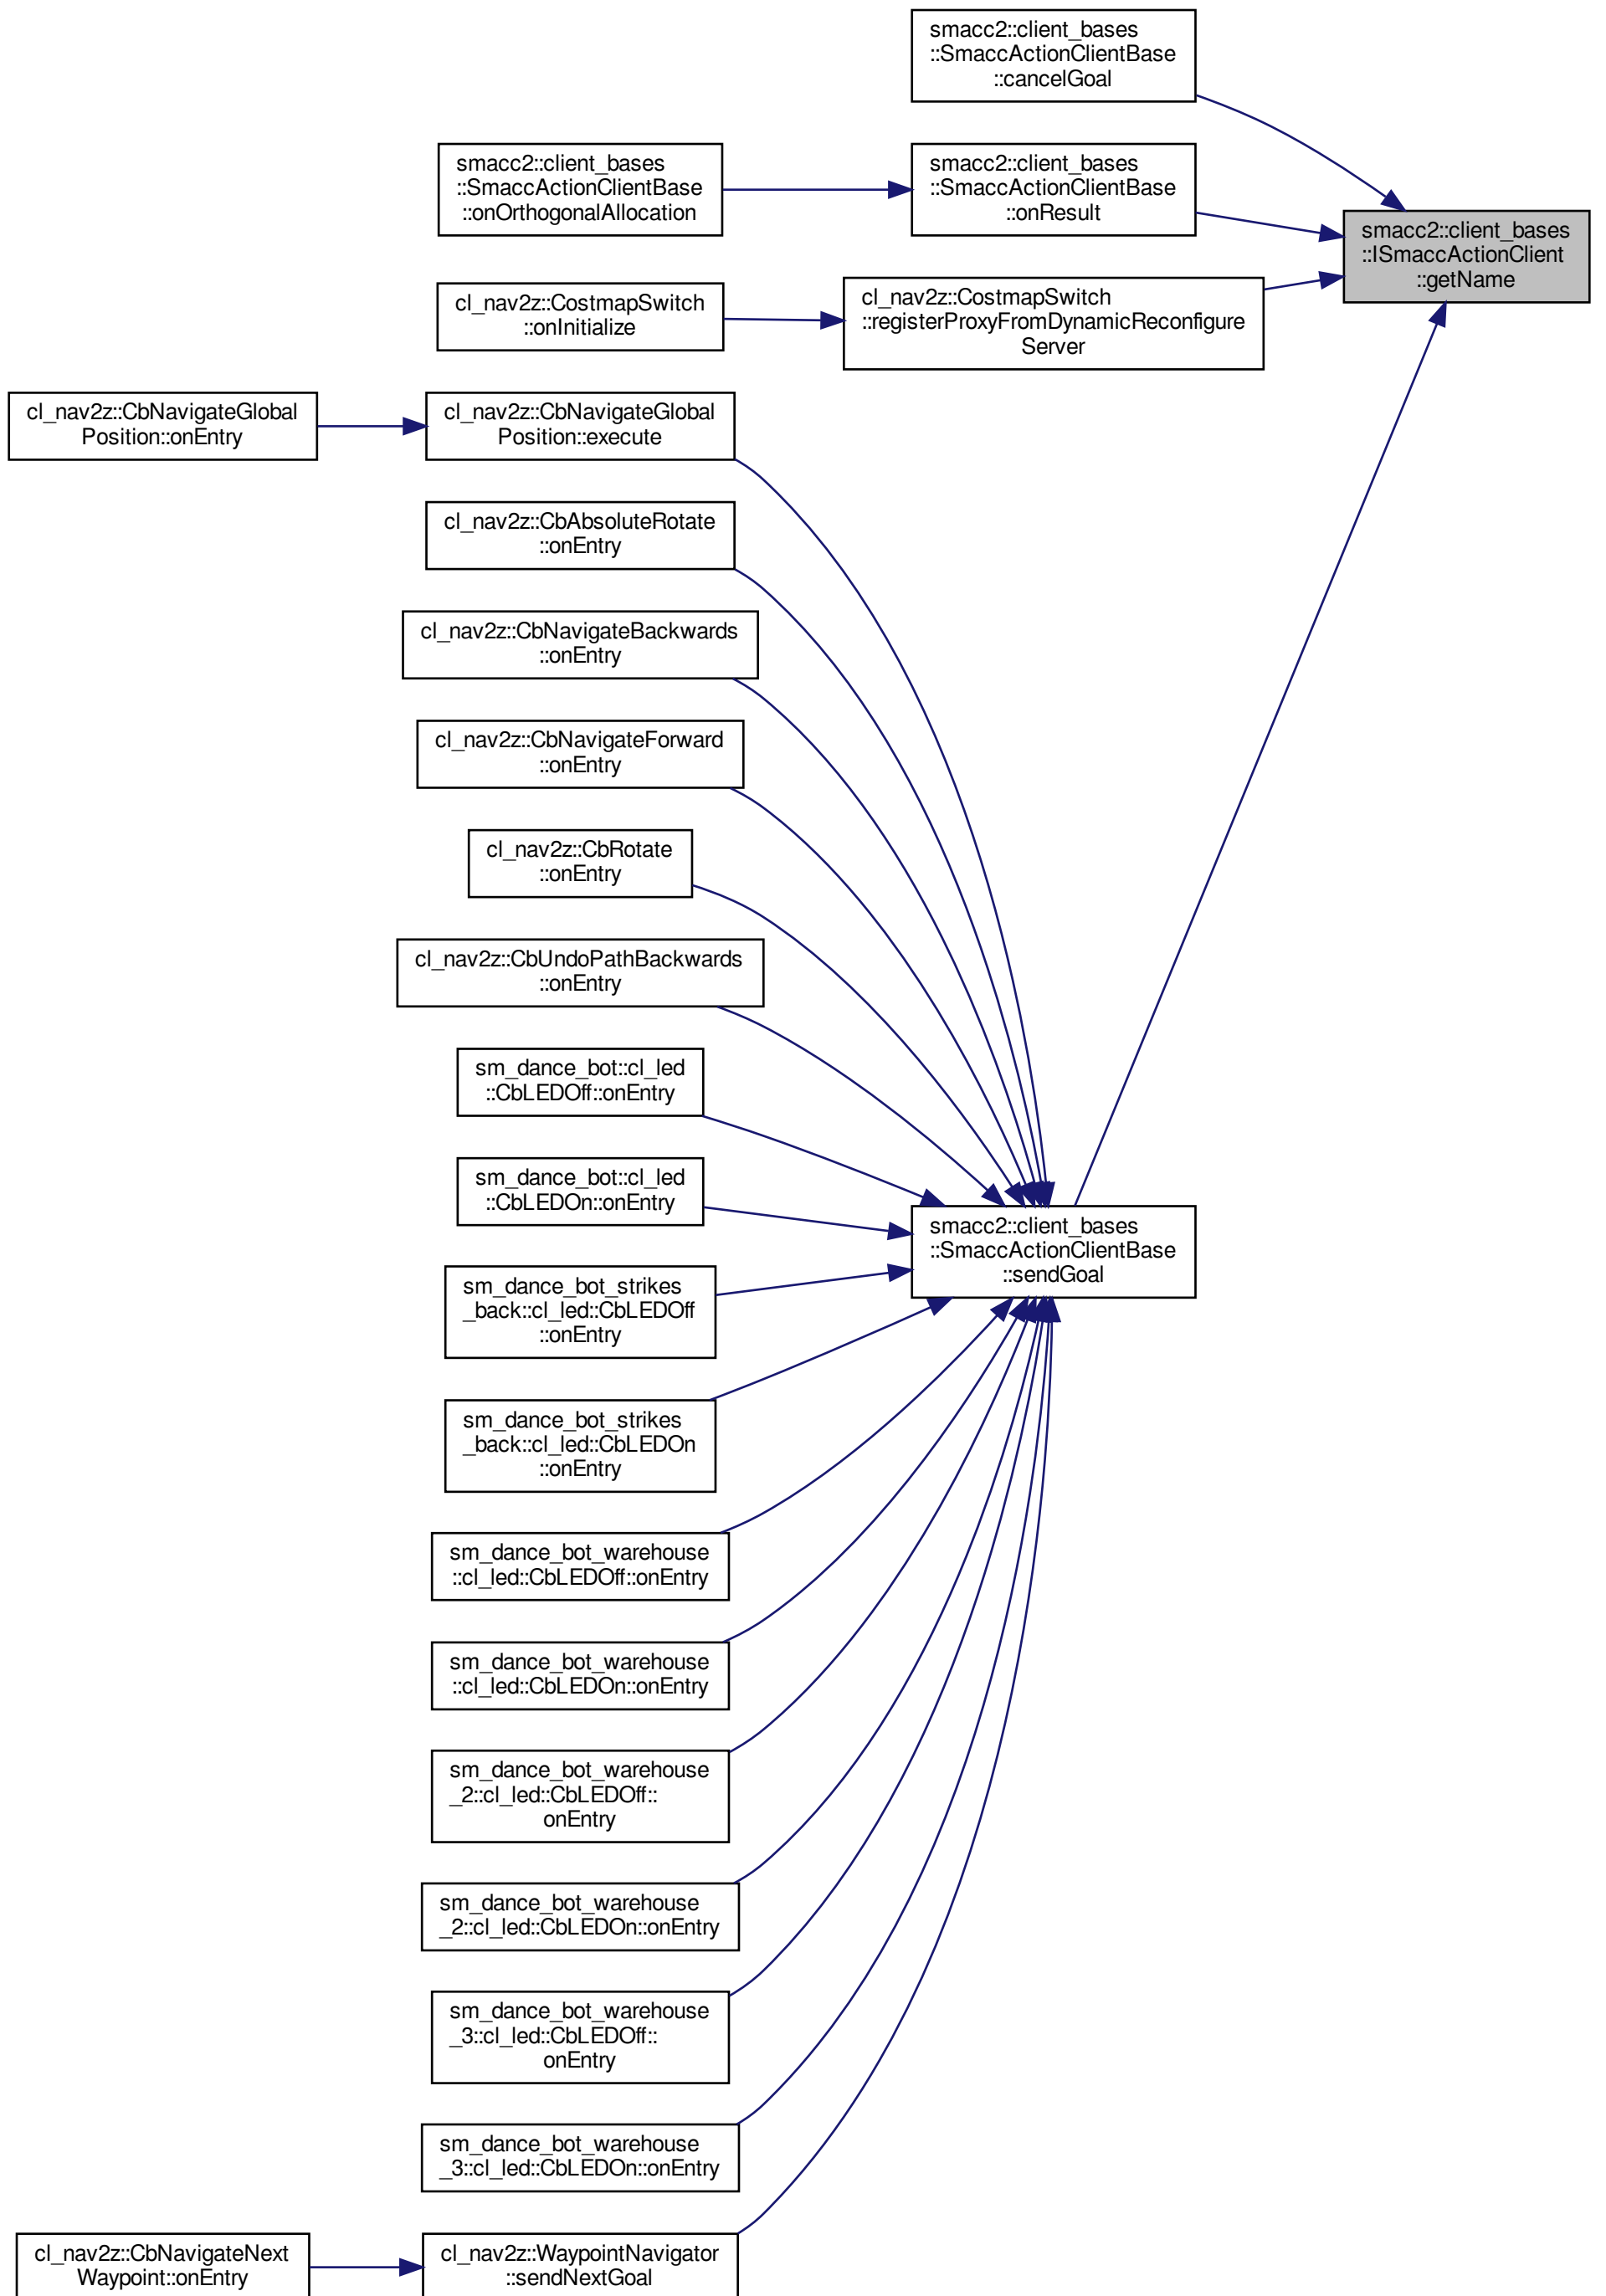 smacc2::client_bases
::SmaccActionClientBase
::cancelGoal
smacc2::client_bases
::SmaccActionClientBase
::onOrthogonalAllocation
smacc2::client_bases
::SmaccActionClientBase
::onResult
smacc2::client_bases
::ISmaccActionClient
::getName
cl_nav2z::CostmapSwitch
::onInitialize
cl_nav2z::CostmapSwitch
::registerProxyFromDynamicReconfigure
Server
cl_nav2z::CbNavigateGlobal
Position::onEntry
cl_nav2z::CbNavigateGlobal
Position::execute
cl_nav2z::CbAbsoluteRotate
::onEntry
cl_nav2z::CbNavigateBackwards
::onEntry
cl_nav2z::CbNavigateForward
::onEntry
cl_nav2z::CbRotate
::onEntry
cl_nav2z::CbUndoPathBackwards
::onEntry
sm_dance_bot::cl_led
::CbLEDOff::onEntry
sm_dance_bot::cl_led
::CbLEDOn::onEntry
smacc2::client_bases
::SmaccActionClientBase
::sendGoal
sm_dance_bot_strikes
_back::cl_led::CbLEDOff
::onEntry
sm_dance_bot_strikes
_back::cl_led::CbLEDOn
::onEntry
sm_dance_bot_warehouse
::cl_led::CbLEDOff::onEntry
sm_dance_bot_warehouse
::cl_led::CbLEDOn::onEntry
sm_dance_bot_warehouse
_2::cl_led::CbLEDOff::
onEntry
sm_dance_bot_warehouse
_2::cl_led::CbLEDOn::onEntry
sm_dance_bot_warehouse
_3::cl_led::CbLEDOff::
onEntry
sm_dance_bot_warehouse
_3::cl_led::CbLEDOn::onEntry
cl_nav2z::CbNavigateNext
Waypoint::onEntry
cl_nav2z::WaypointNavigator
::sendNextGoal